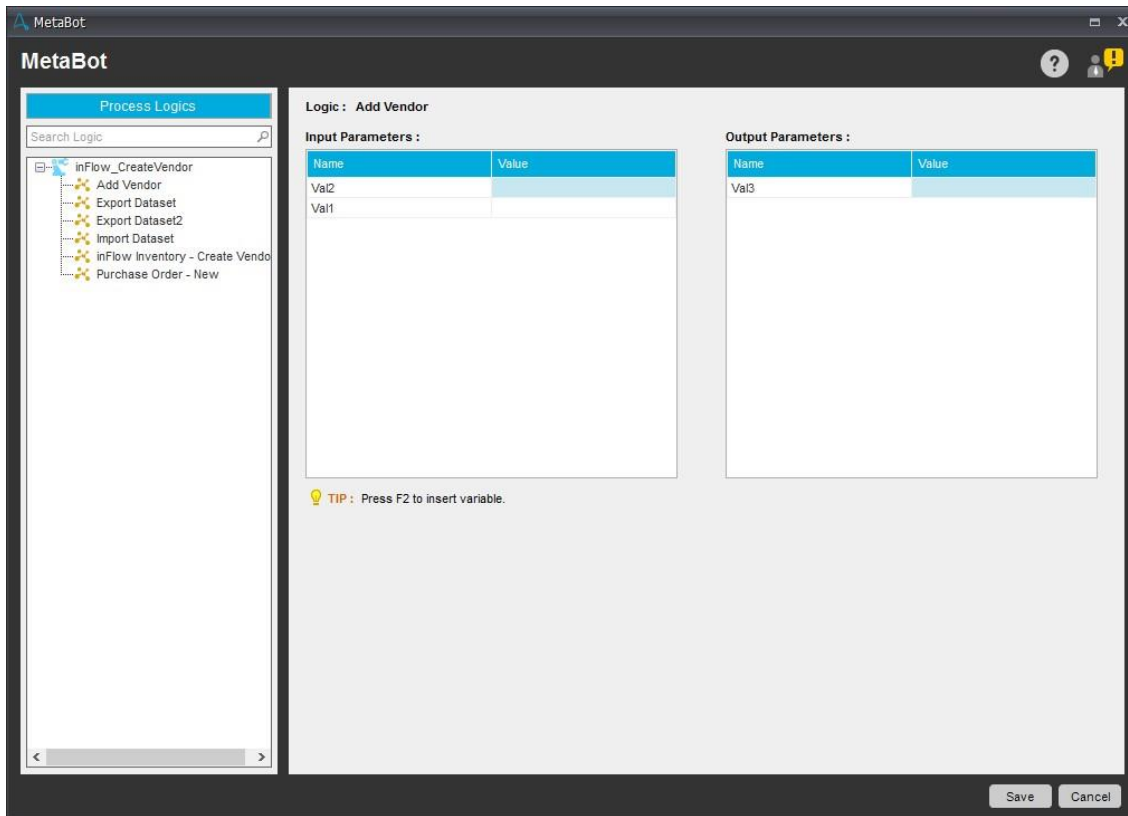 MetaBot
MetaBot
Process Logics
Search Logic
inFlow_CreateVendor
Add Vendor
Export Dataset
Export Dataset2
Import Dataset
inFlow Inventory - Create Vendo
Purchase Order - New
Logic : Add Vendor
Input Parameters :
Name Value
Val2
Val1
Output Parameters :
Name Value
Val3
TIP : Press F2 to insert variable.
Save Cancel